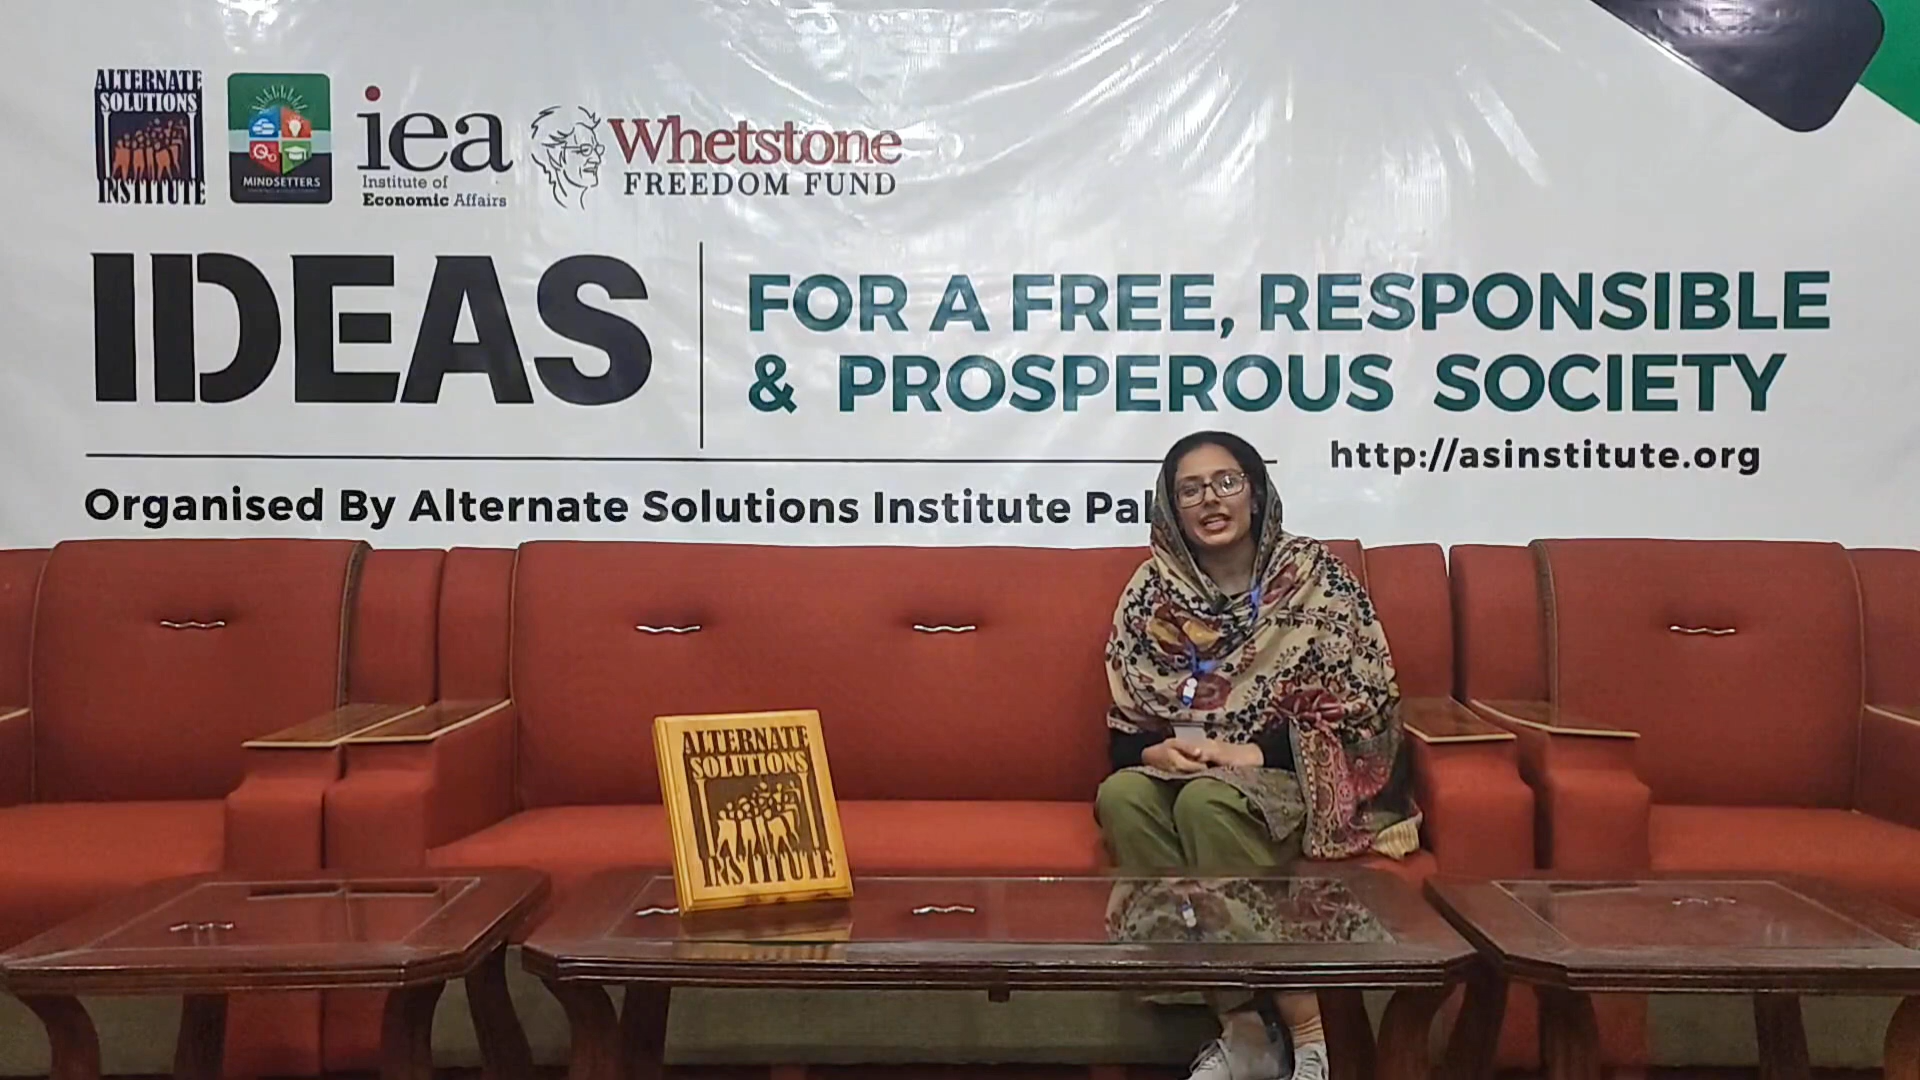 ALTERNATE
SOLUTIONS
INSTITUTE
MINDSETTERS
iea
Institute of
Economic Affairs
Whetstone
FREEDOM FUND
IDEAS
FOR A FREE, RESPONSIBLE
& PROSPEROUS SOCIETY
http://asinstitute.org
Organised By Alternate Solutions Institute
ALTERNATE
SOLUTIONS
INSTITUTE